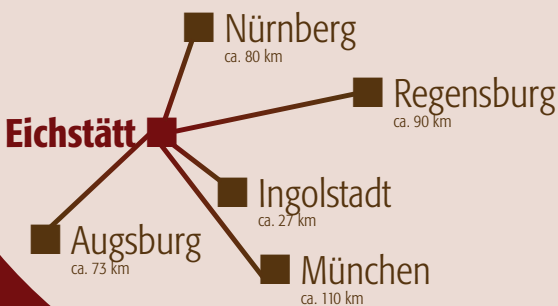 Nürnberg
ca. 80 km
Regensburg
ca. 90 km
Eichstätt
Ingolstadt
ca. 27 km
Augsburg
ca. 73 km
München
ca. 110 km